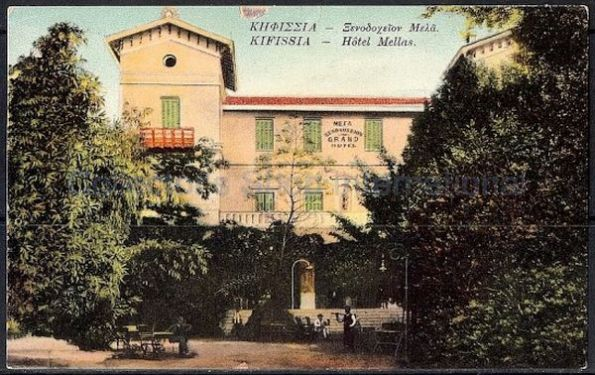 ΚΗΦΙΣΣΙΑ – Ξενοδοχεῖον Μελᾶ.
KIFISSIA – Hôtel Mellas.
ΜΕΓΑ
ΞΕΝΟΔΟΧΕΙΟΝ
GRAND
HOTEL